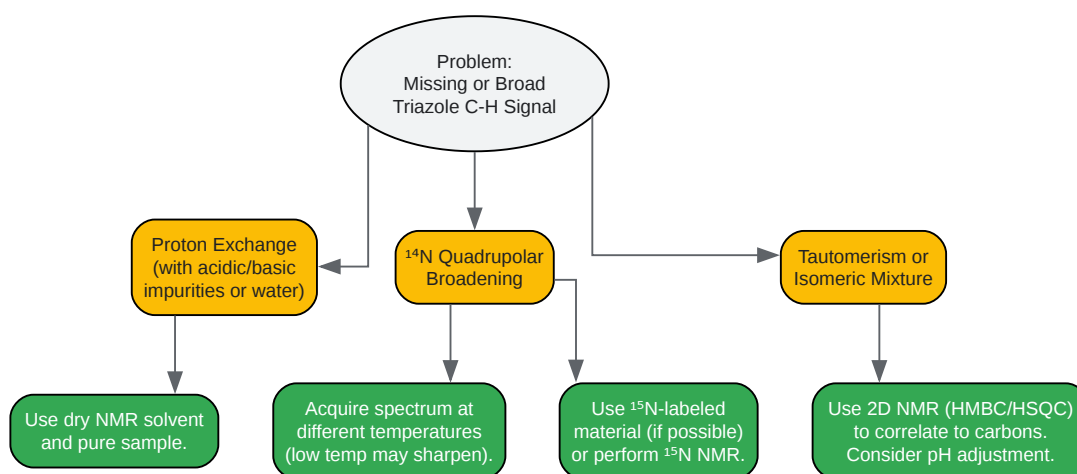 Problem:
Missing or Broad
Triazole C-H Signal
Proton Exchange
(with acidic/basic
impurities or water)
¹⁴N Quadrupolar
Broadening
Tautomerism or
Isomeric Mixture
Use dry NMR solvent
and pure sample.
Acquire spectrum at
different temperatures
(low temp may sharpen).
Use ¹⁵N-labeled
material (if possible)
or perform ¹⁵N NMR.
Use 2D NMR (HMBC/HSQC)
to correlate to carbons.
Consider pH adjustment.